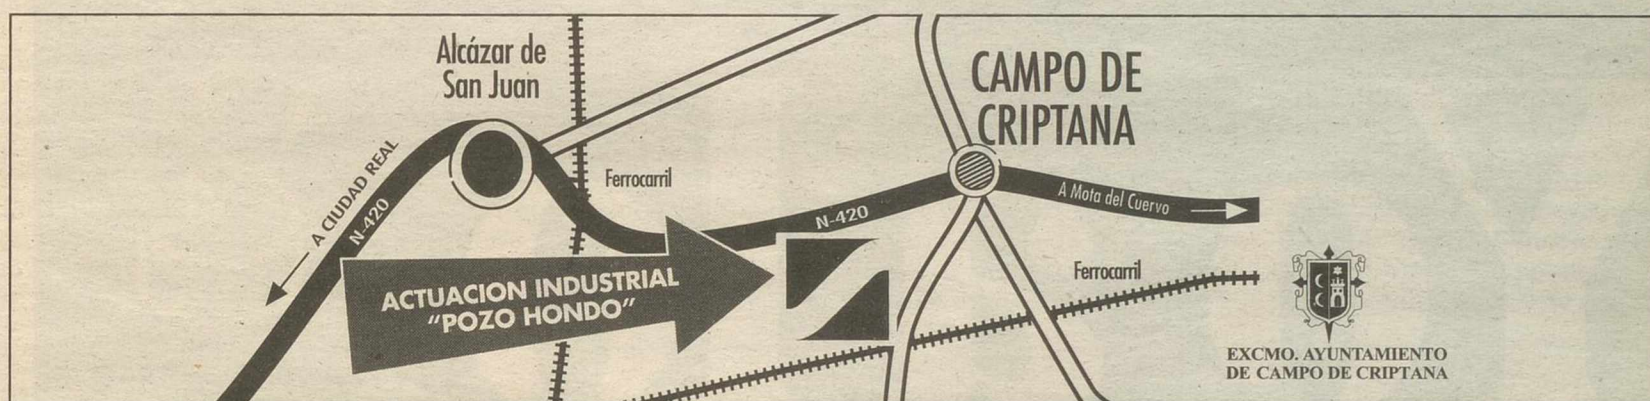 Alcázar de
San Juan
CAMPO DE
CRIPTANA
A CIUDAD REAL
N-420
Ferrocarril
N-420
A Mota del Cuervo
ACTUACION INDUSTRIAL
“POZO HONDO”
Ferrocarril
EXCMO. AYUNTAMIENTO
DE CAMPO DE CRIPTANA